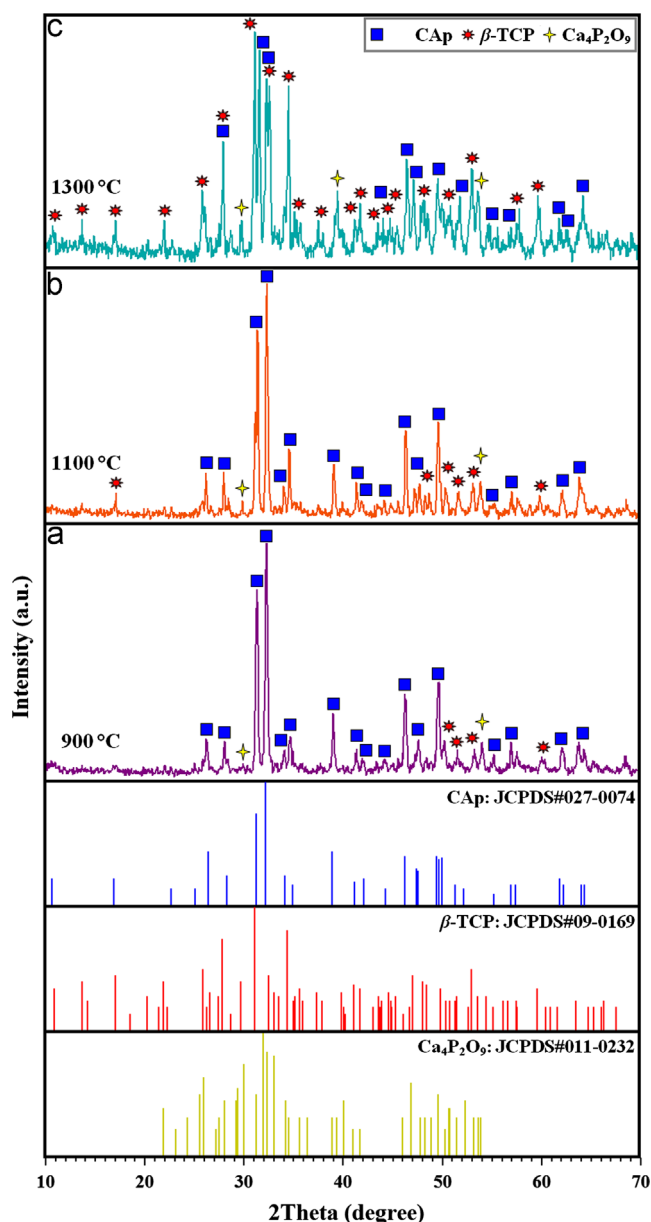 c
CAp β-TCP Ca₄P₂O₉
1300 °C
b
1100 °C
a
900 °C
CAp: JCPDS#027-0074
β-TCP: JCPDS#09-0169
Ca₄P₂O₉: JCPDS#011-0232
Intensity (a.u.)
10 20 30 40 50 60 70
2Theta (degree)